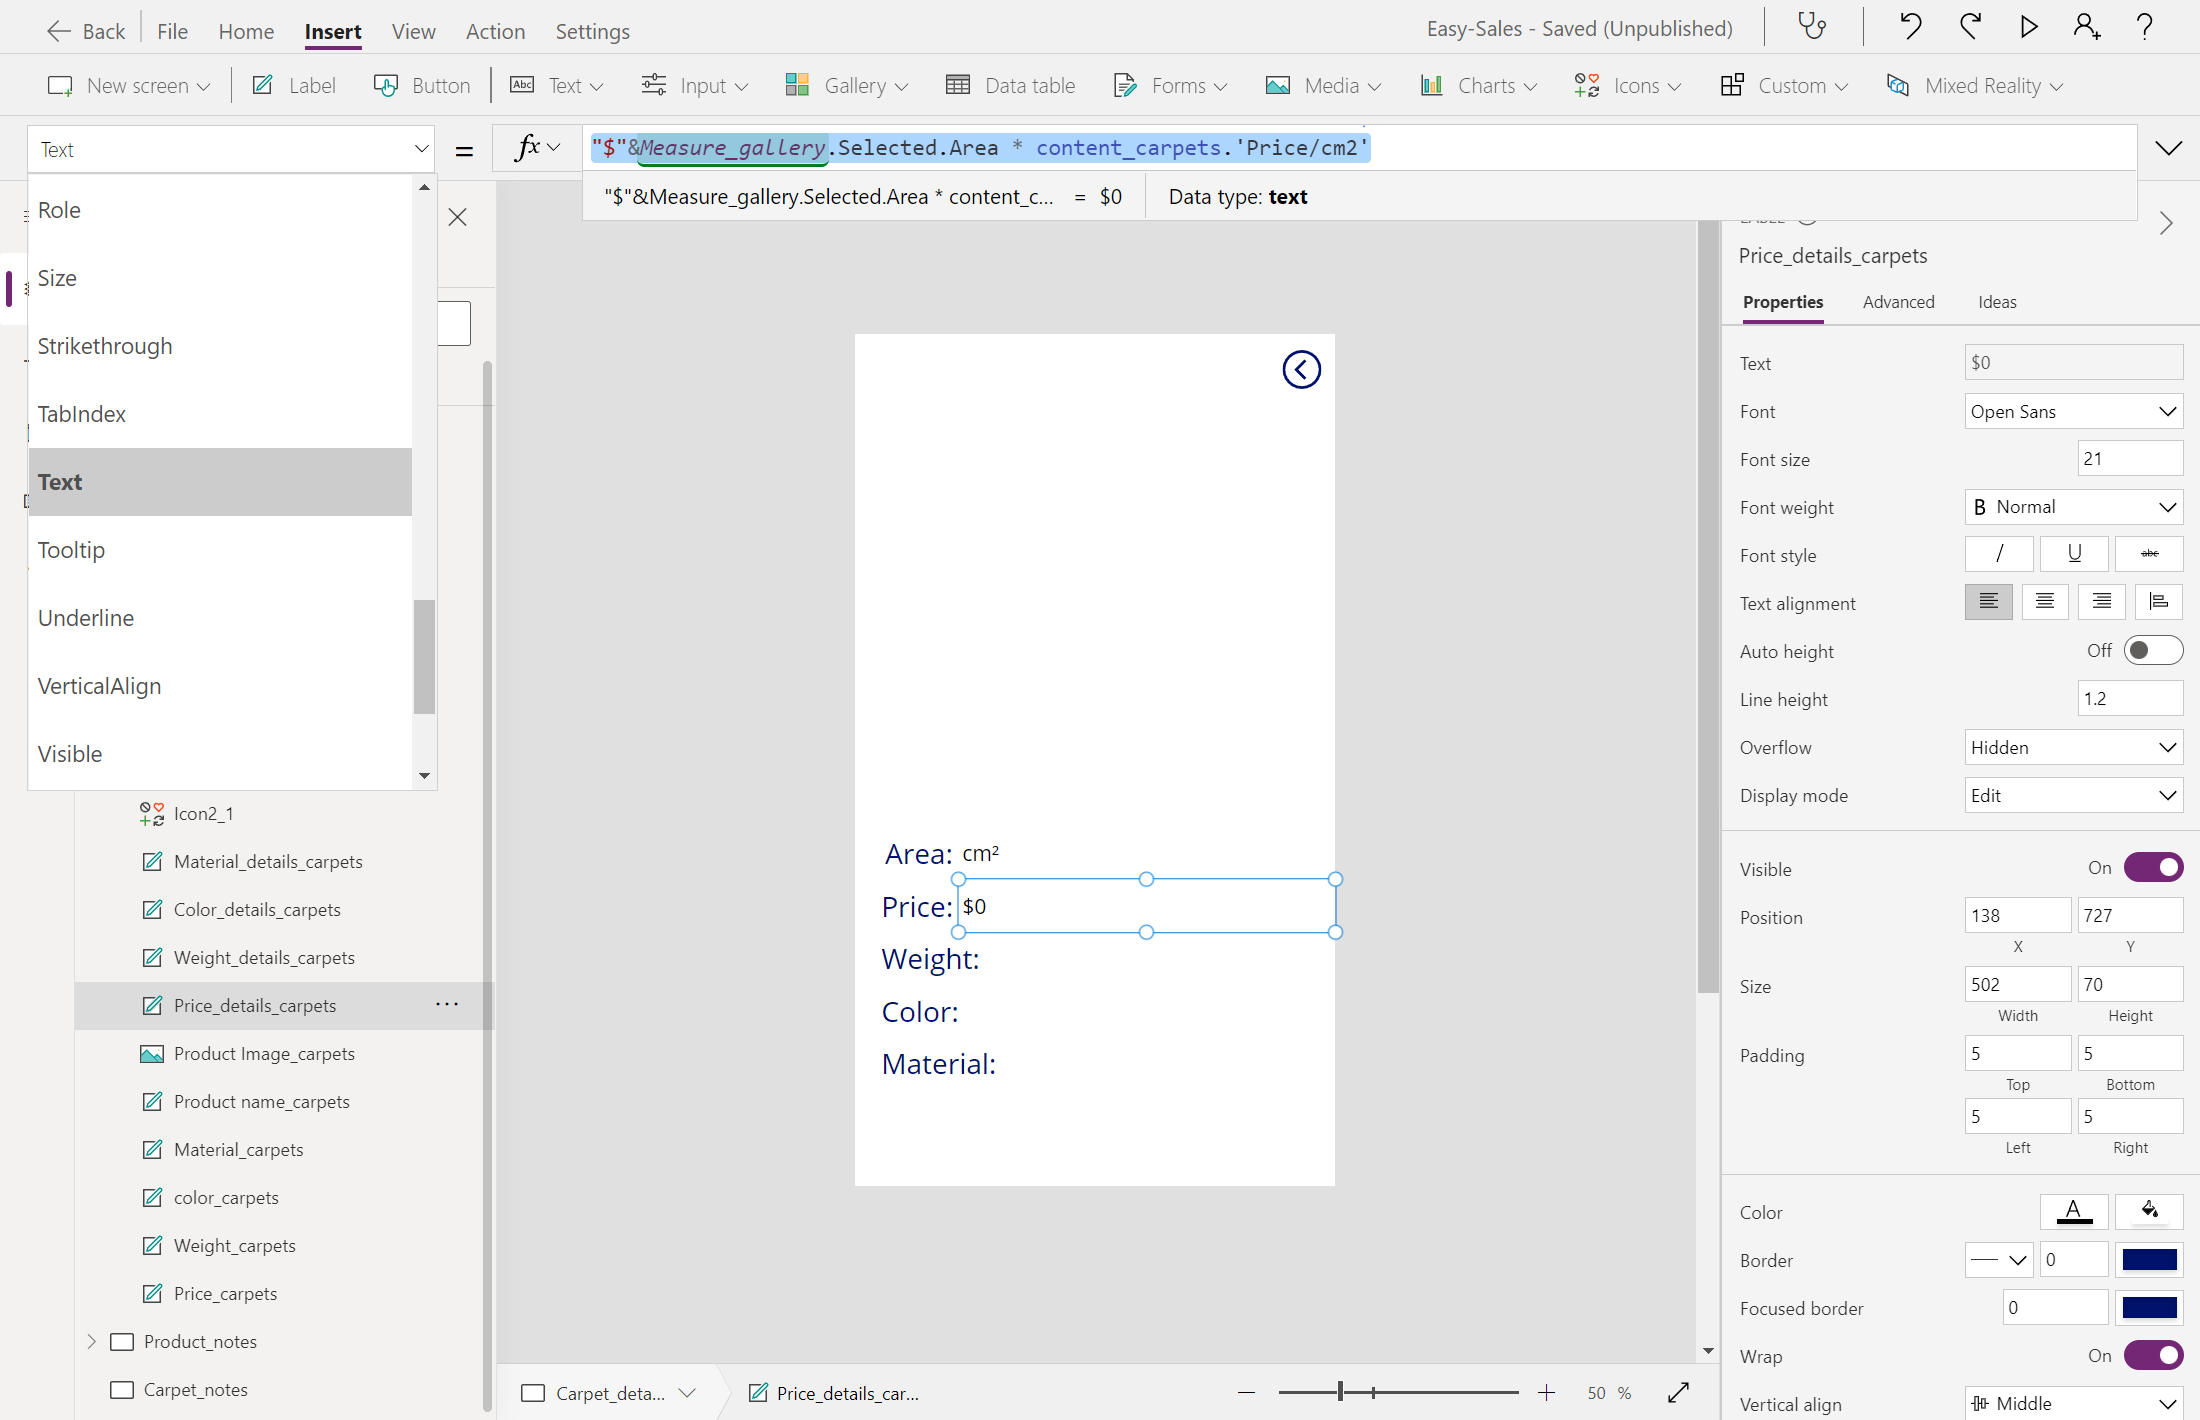 Back File Home Insert View Action Settings Easy-Sales - Saved (Unpublished)
New screen Label Button Text Input Gallery Data table Forms Media Charts Icons Custom Mixed Reality
Text = fx "$"&Measure_gallery.Selected.Area * content_carpets.'Price/cm2'
"$"&Measure_gallery.Selected.Area * content_c... = $0 Data type: text
Role
Size
Strikethrough
TabIndex
Text
Tooltip
Underline
VerticalAlign
Visible
Icon2_1
Material_details_carpets
Color_details_carpets
Weight_details_carpets
Price_details_carpets ...
Product Image_carpets
Product name_carpets
Material_carpets
color_carpets
Weight_carpets
Price_carpets
Product_notes
Carpet_notes
Area: cm²
Price: $0
Weight:
Color:
Material:
Carpet_deta... Price_details_car... 50 %
Price_details_carpets
Properties Advanced Ideas
Text $0
Font Open Sans
Font size 21
Font weight B Normal
Font style / U abc
Text alignment
Auto height Off
Line height 1.2
Overflow Hidden
Display mode Edit
Visible On
Position 138 727
X Y
Size 502 70
Width Height
Padding 5 5
Top Bottom
5 5
Left Right
Color A
Border 0
Focused border 0
Wrap On
Vertical align Middle